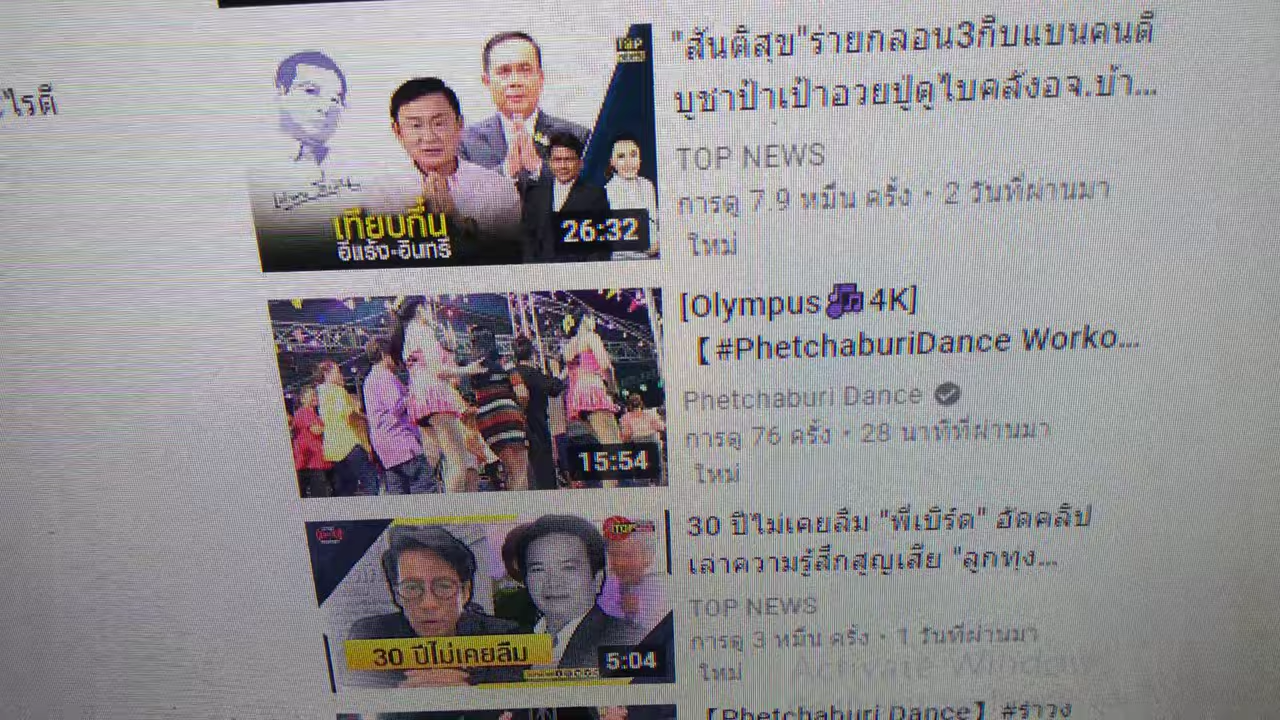 ะไรดี
"สันติสุข"ร่ายกลอน3กีบแบนคนดี
บูชาป้าเป้าอวยปู่ดูใบคลั่งอจ.บ้า...
TOP NEWS
การดู 7.9 หมื่น ครั้ง • 2 วันที่ผ่านมา
ใหม่
TOP
เทียบกึ๋น
อีแร้ง-อินทรี
26:32
[Olympus🎶4K]
【#PhetchaburiDance Worko...
Phetchaburi Dance
การดู 76 ครั้ง • 28 นาทีที่ผ่านมา
ใหม่
15:54
30 ปีไม่เคยลืม "พี่เบิร์ด" อัดคลิป
เล่าความรู้สึกสูญเสีย "ลูกทุ่ง...
TOP NEWS
การดู 3 หมื่น ครั้ง • 1 วันที่ผ่านมา
ใหม่
TOP
30 ปีไม่เคยลืม
5:04
【Phetchaburi Dance】#รำวง